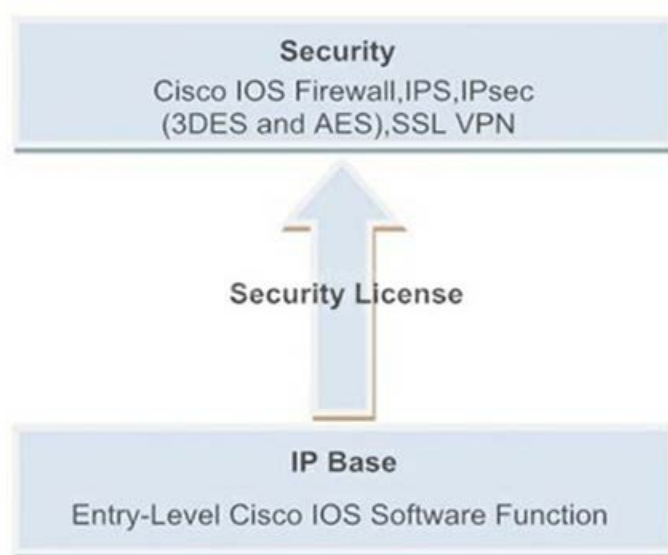 Security
Cisco IOS Firewall,IPS,IPsec
(3DES and AES),SSL VPN
Security License
IP Base
Entry-Level Cisco IOS Software Function